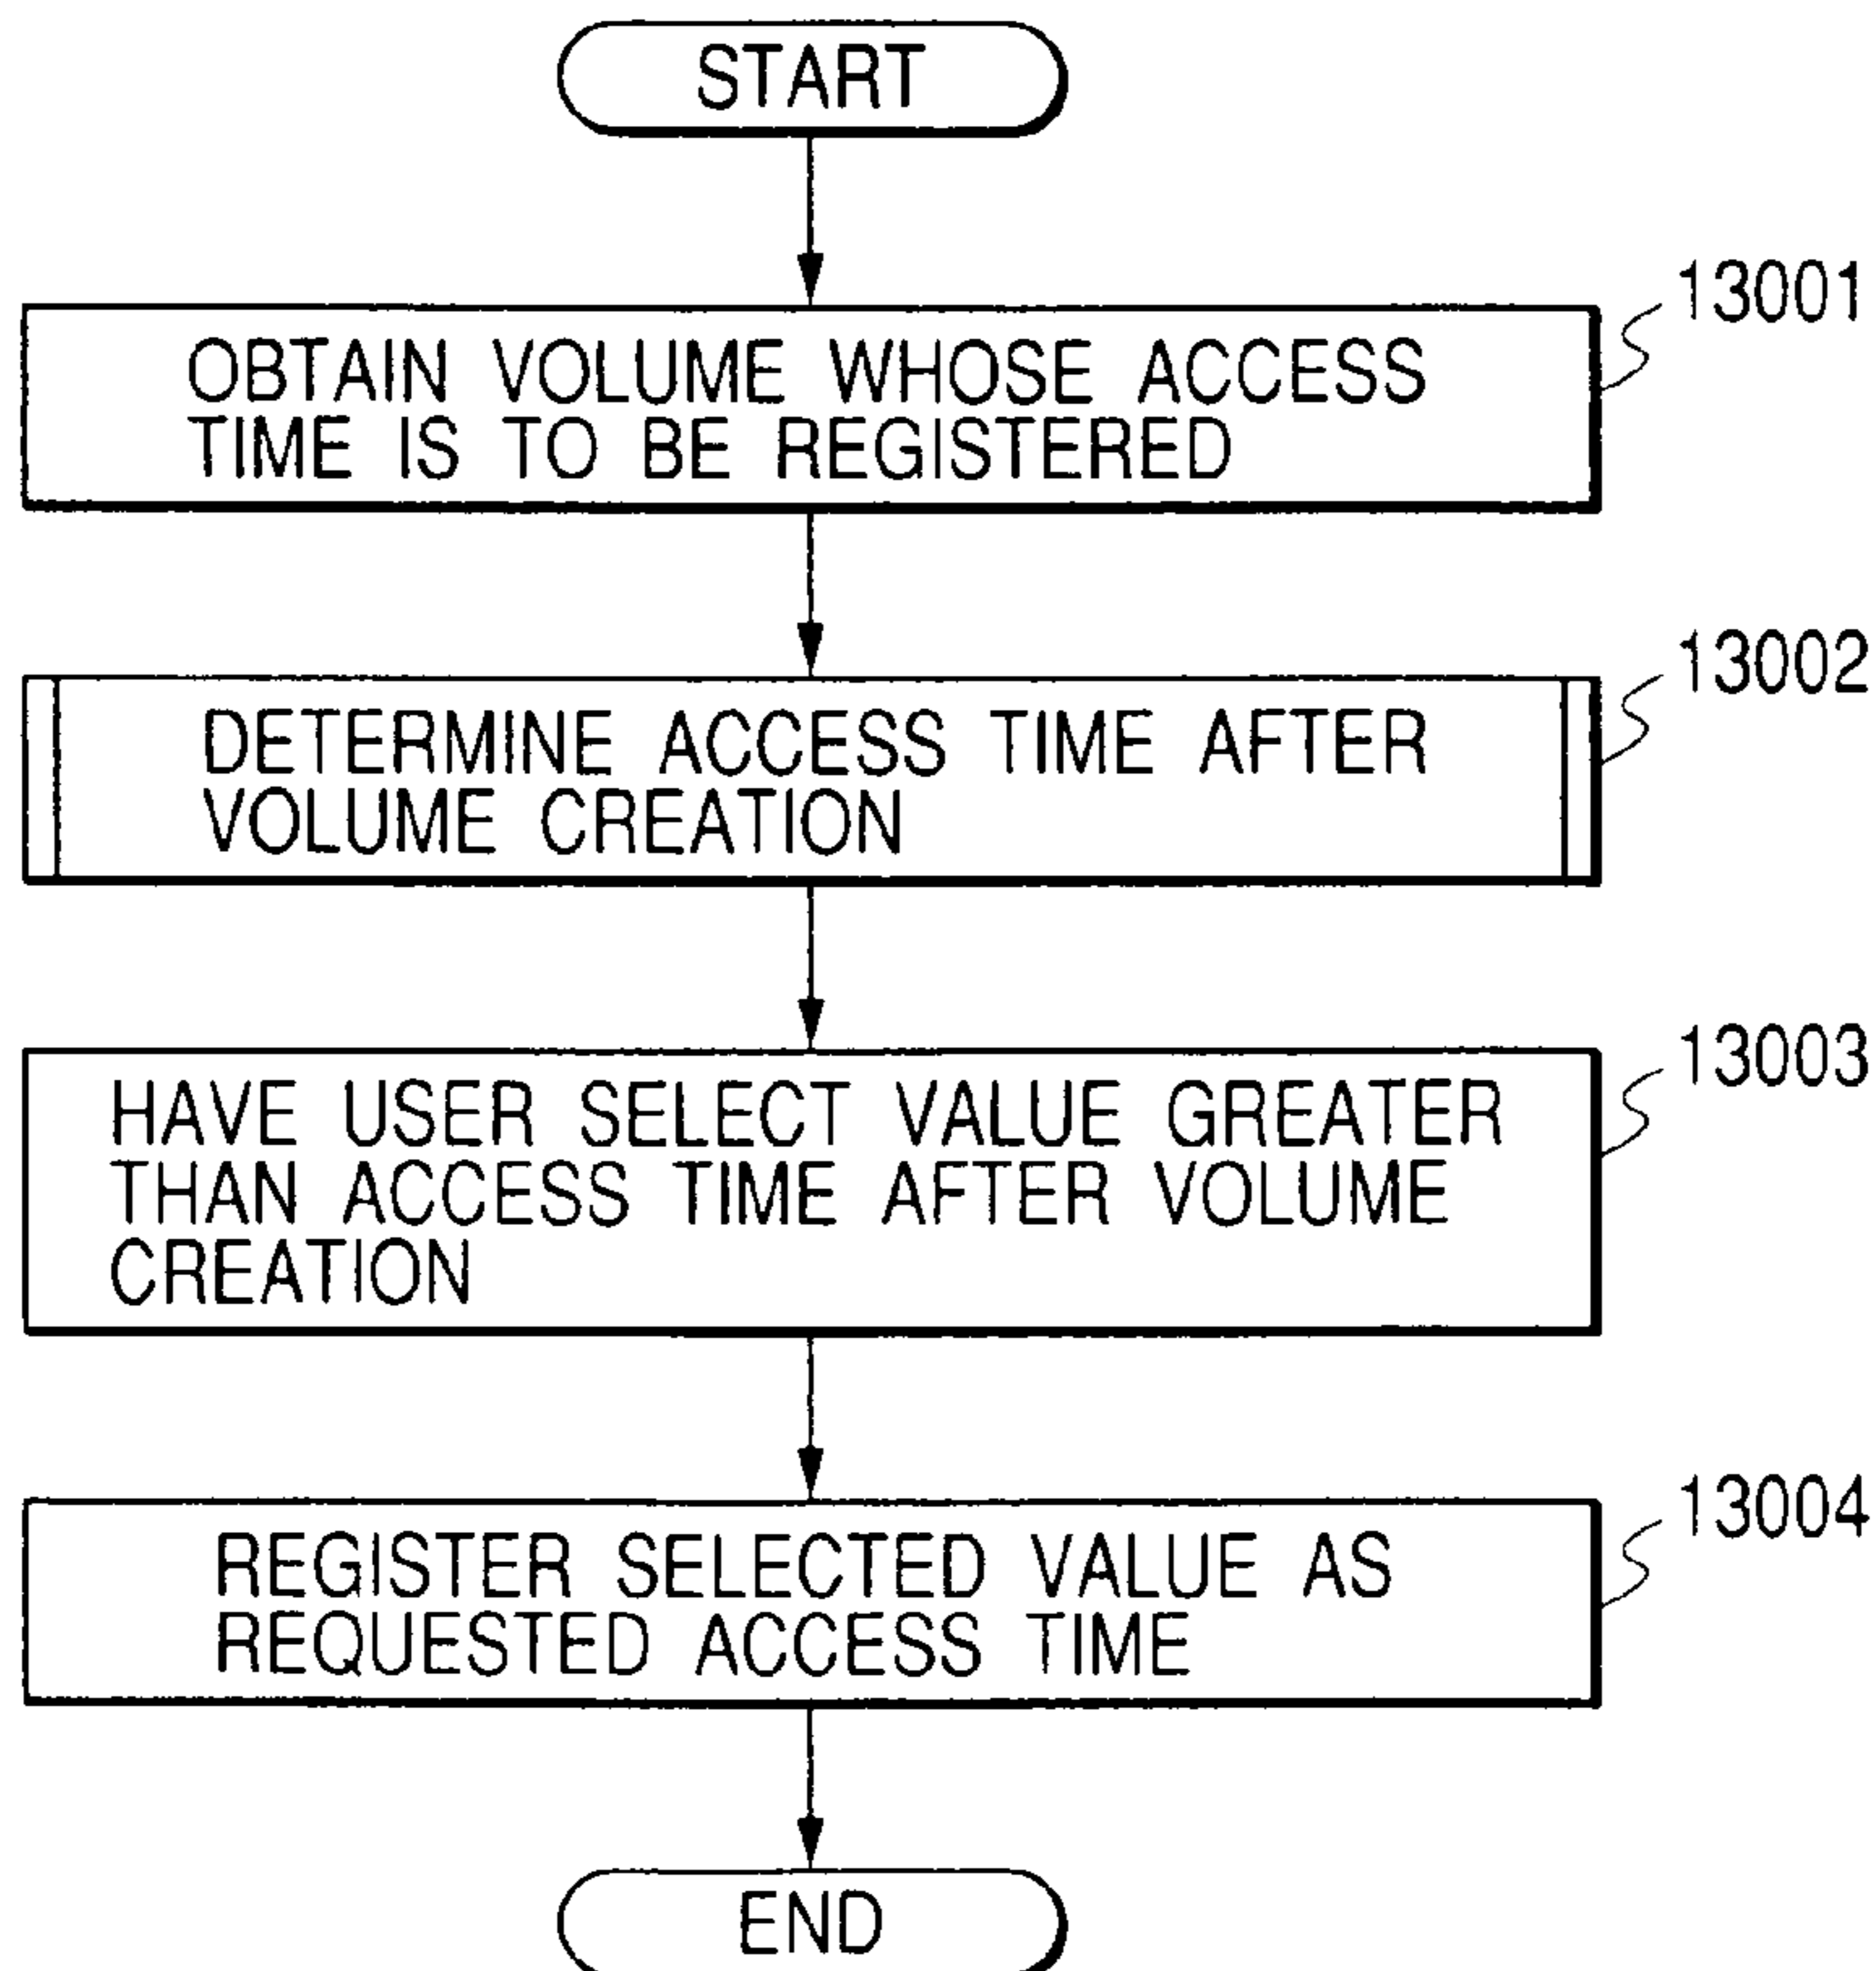 START
13001
OBTAIN VOLUME WHOSE ACCESS
TIME IS TO BE REGISTERED
13002
DETERMINE ACCESS TIME AFTER
VOLUME CREATION
13003
HAVE USER SELECT VALUE GREATER
THAN ACCESS TIME AFTER VOLUME
CREATION
13004
REGISTER SELECTED VALUE AS
REQUESTED ACCESS TIME
END